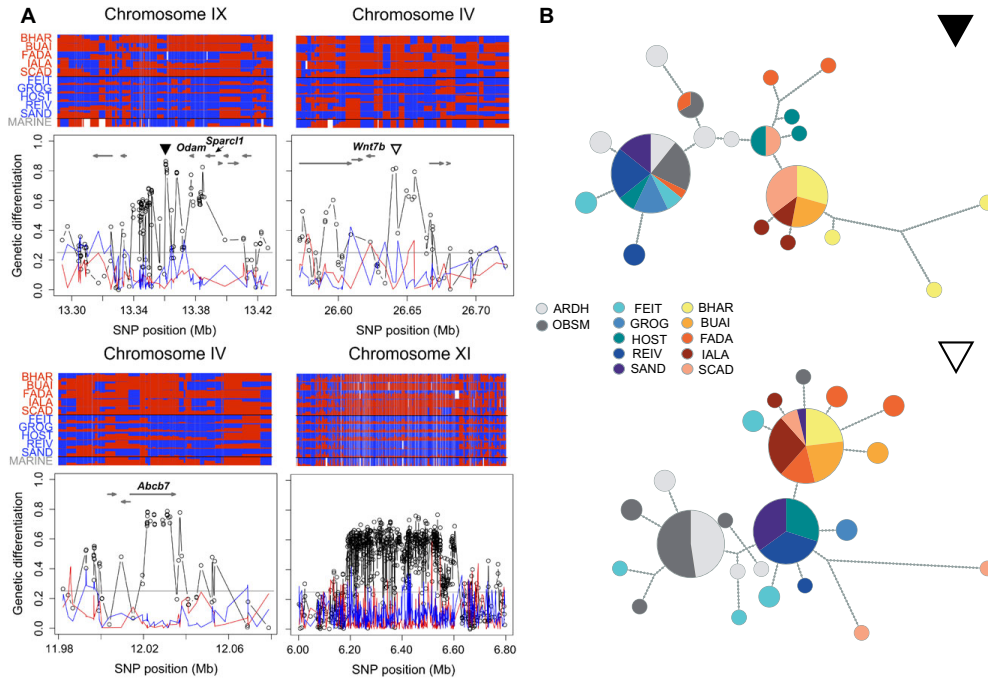 A
B
Chromosome IX
Chromosome IV
BHAR
BUAI
FADA
IALA
SCAD
FEIT
GROG
HOST
REIV
SAND
MARINE
Genetic differentiation
1.0
0.8
0.6
0.4
0.2
0.0
Odam
Sparcl1
Wnt7b
13.30
13.34
13.38
13.42
26.60
26.65
26.70
SNP position (Mb)
SNP position (Mb)
Chromosome IV
Chromosome XI
BHAR
BUAI
FADA
IALA
SCAD
FEIT
GROG
HOST
REIV
SAND
MARINE
Genetic differentiation
1.0
0.8
0.6
0.4
0.2
0.0
Abcb7
11.98
12.02
12.06
6.00
6.20
6.40
6.60
6.80
SNP position (Mb)
SNP position (Mb)
ARDH
OBSM
FEIT
GROG
HOST
REIV
SAND
BHAR
BUAI
FADA
IALA
SCAD